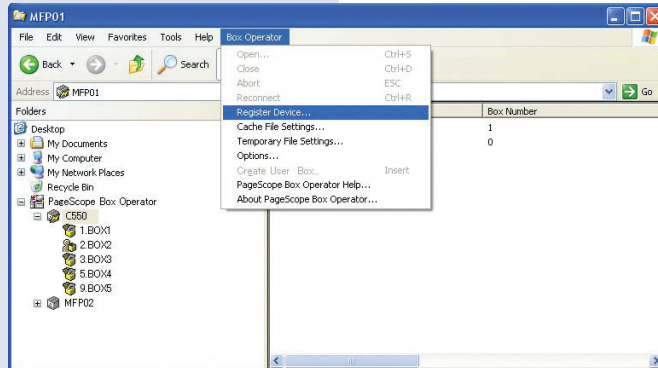 MFP01
File Edit View Favorites Tools Help Box Operator
Back Search
Address MFP01 Go
Open... Ctrl+S
Close Ctrl+D
Abort ESC
Reconnect Ctrl+R
Register Device...
Cache File Settings...
Temporary File Settings...
Options...
Create User Box... Insert
PageScope Box Operator Help...
About PageScope Box Operator...
Folders
Desktop
My Documents
My Computer
My Network Places
Recycle Bin
PageScope Box Operator
C550
1.BOX1
2.BOX2
3.BOX3
5.BOX4
9.BOX5
MFP02
Box Number
1
0